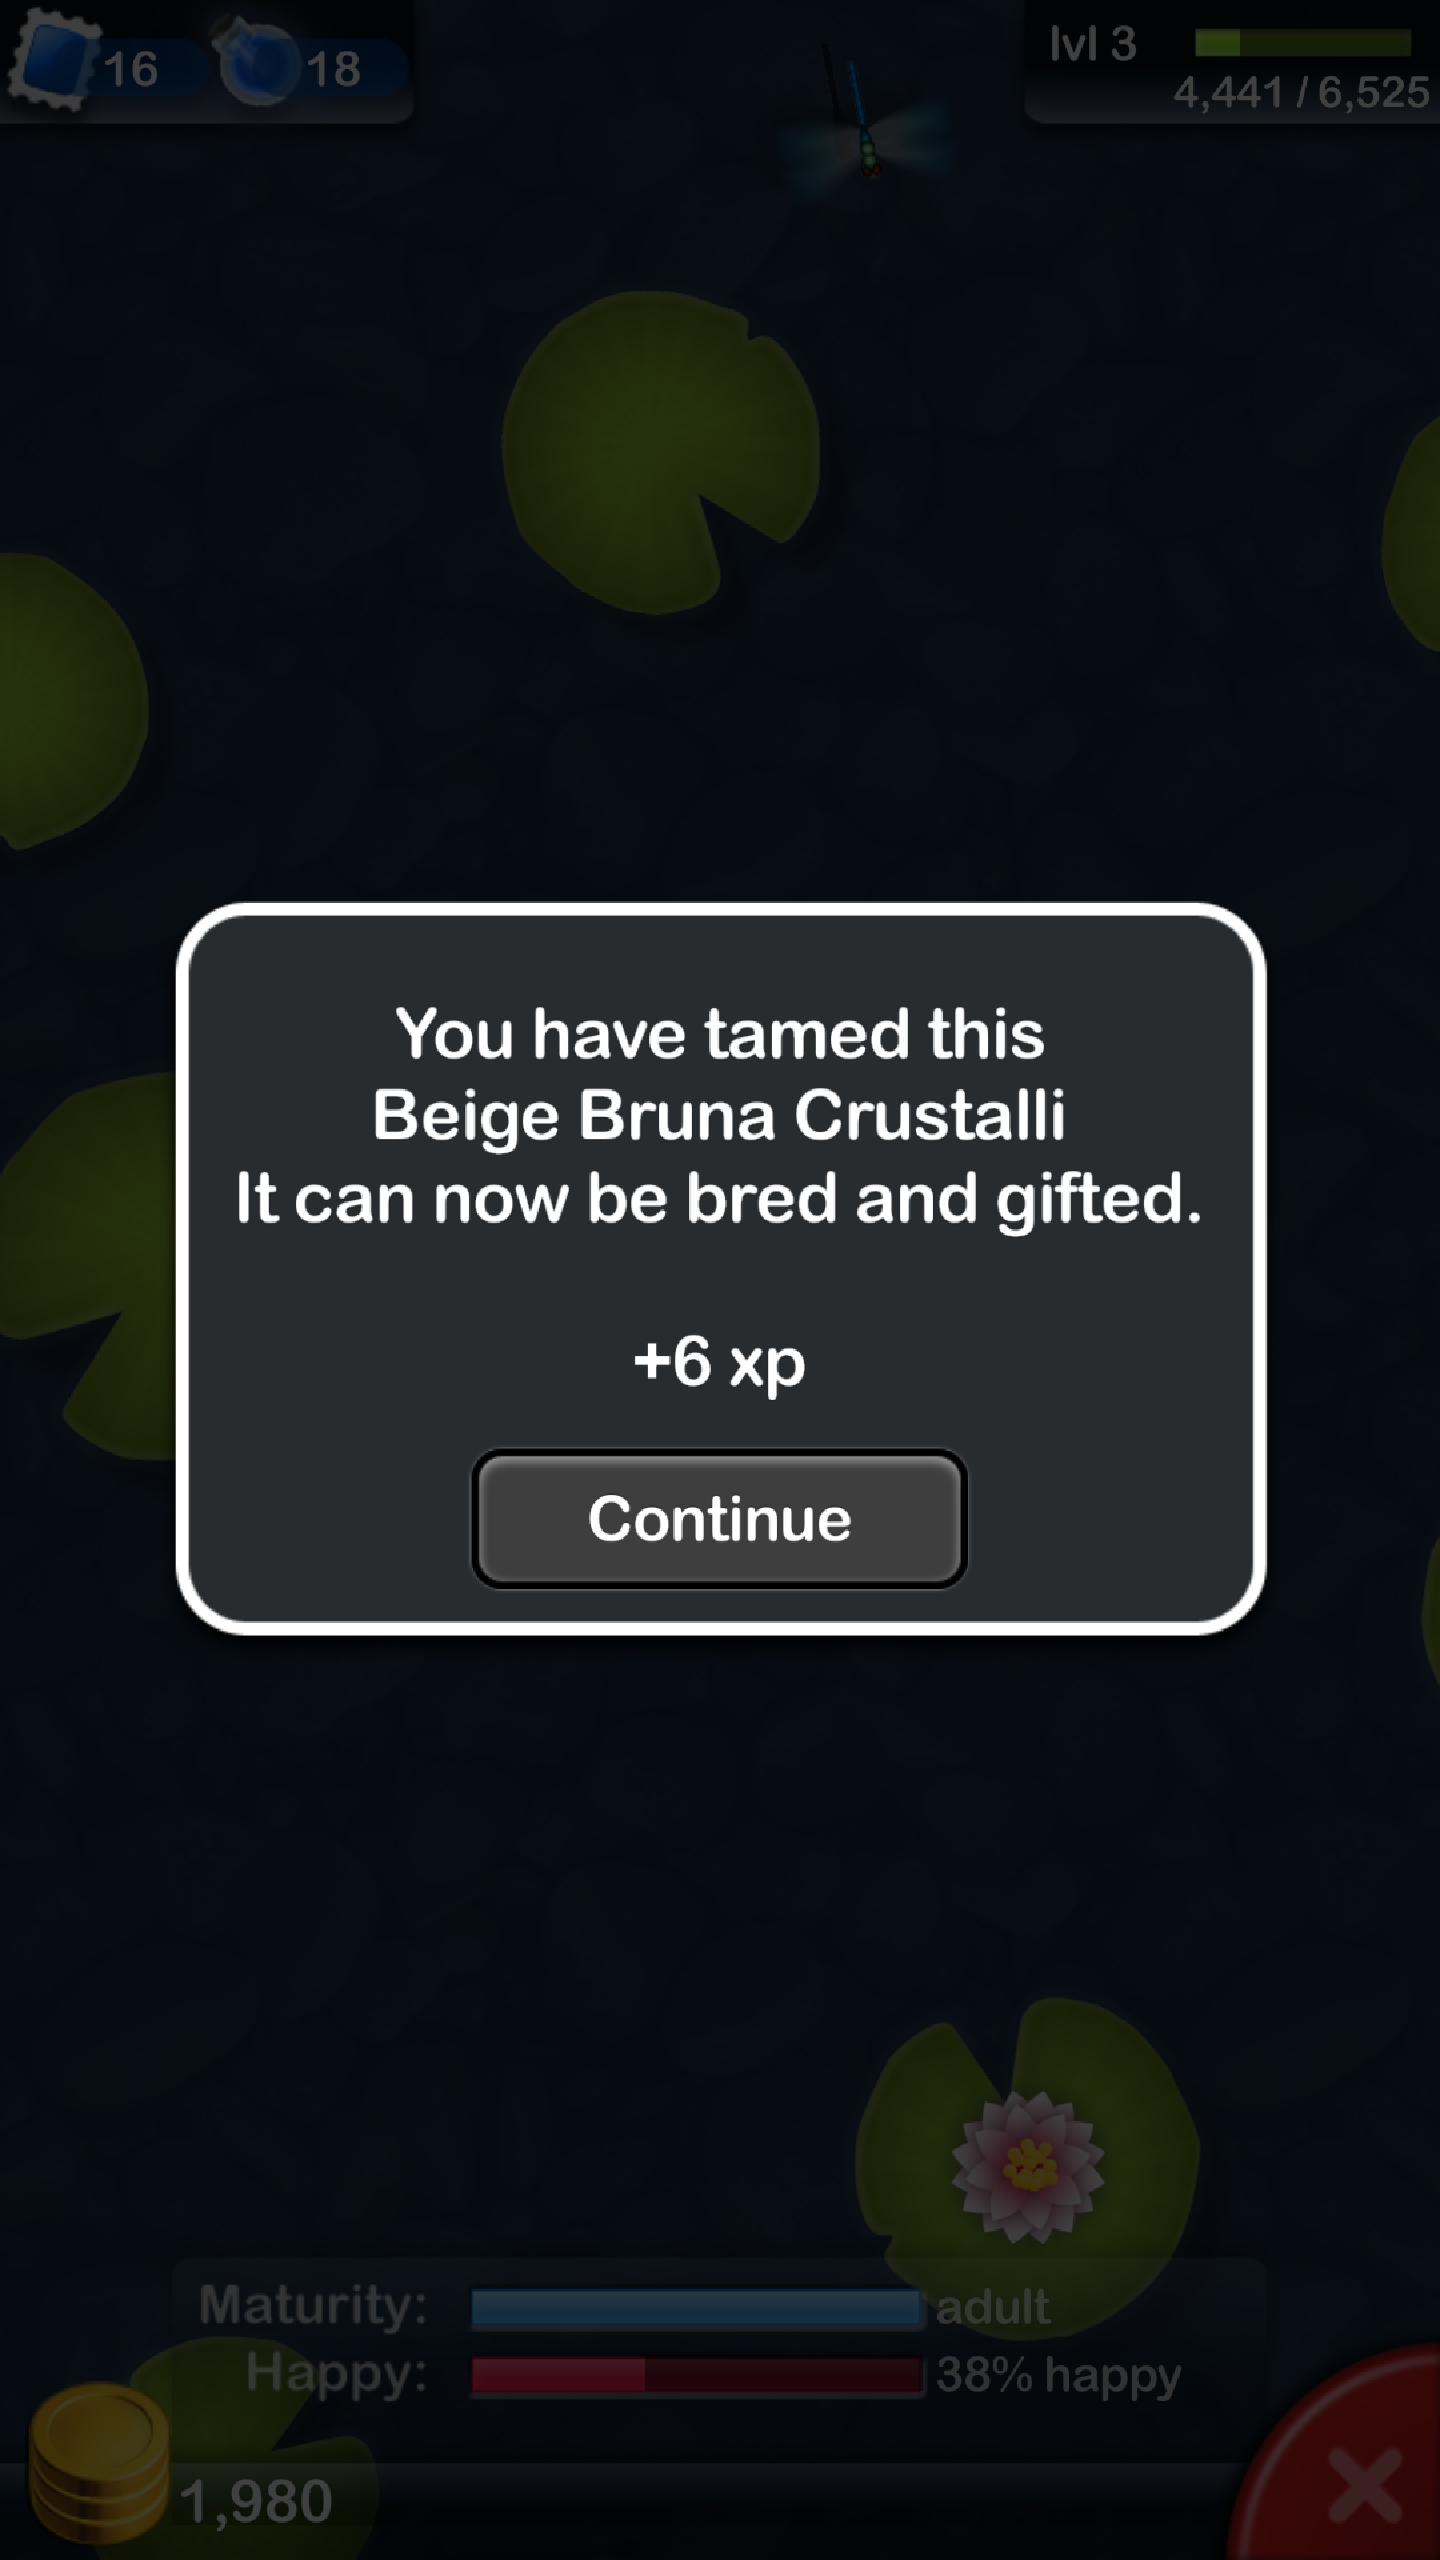 16
18
lvl 3
4,441 / 6,525
You have tamed this
Beige Bruna Crustalli
It can now be bred and gifted.
+6 xp
Continue
Maturity: adult
Happy: 38% happy
1,980